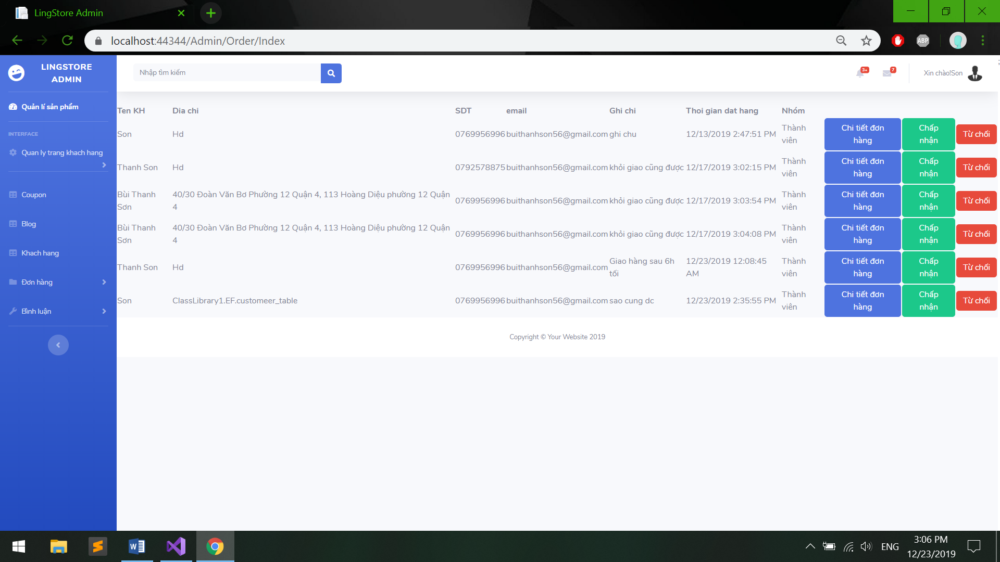 LingStore Admin
localhost:44344/Admin/Order/Index
ABP
LINGSTORE
ADMIN
Nhập tìm kiếm
3+
7
Xin chào!Son
;
Quản lí sản phẩm
INTERFACE
Quan ly trang khach hang
Coupon
Blog
Khach hang
Đơn hàng
Bình luận
Ten KH Dia chi SDT email Ghi chi Thoi gian dat hang Nhóm
Son Hd 0769956996 buithanhson56@gmail.com ghi chu 12/13/2019 2:47:51 PM Thành
viên
Chi tiết đơn
hàng
Chấp
nhận
Từ chối
Thanh Son Hd 0792578875 buithanhson56@gmail.com khỏi giao cũng được 12/17/2019 3:02:15 PM Thành
viên
Chi tiết đơn
hàng
Chấp
nhận
Từ chối
Bùi Thanh
Sơn
40/30 Đoàn Văn Bơ Phường 12 Quận 4, 113 Hoàng Diệu phường 12 Quận
4
0769956996 buithanhson56@gmail.com khỏi giao cũng được 12/17/2019 3:03:54 PM Thành
viên
Chi tiết đơn
hàng
Chấp
nhận
Từ chối
Bùi Thanh
Sơn
40/30 Đoàn Văn Bơ Phường 12 Quận 4, 113 Hoàng Diệu phường 12 Quận
4
0769956996 buithanhson56@gmail.com khỏi giao cũng được 12/17/2019 3:04:08 PM Thành
viên
Chi tiết đơn
hàng
Chấp
nhận
Từ chối
Thanh Son Hd 0769956996 buithanhson56@gmail.com Giao hàng sau 6h
tối
12/23/2019 12:08:45
AM
Thành
viên
Chi tiết đơn
hàng
Chấp
nhận
Từ chối
Son ClassLibrary1.EF.customeer_table 0769956996 buithanhson56@gmail.com sao cung dc 12/23/2019 2:35:55 PM Thành
viên
Chi tiết đơn
hàng
Chấp
nhận
Từ chối
Copyright © Your Website 2019
ENG
3:06 PM
12/23/2019